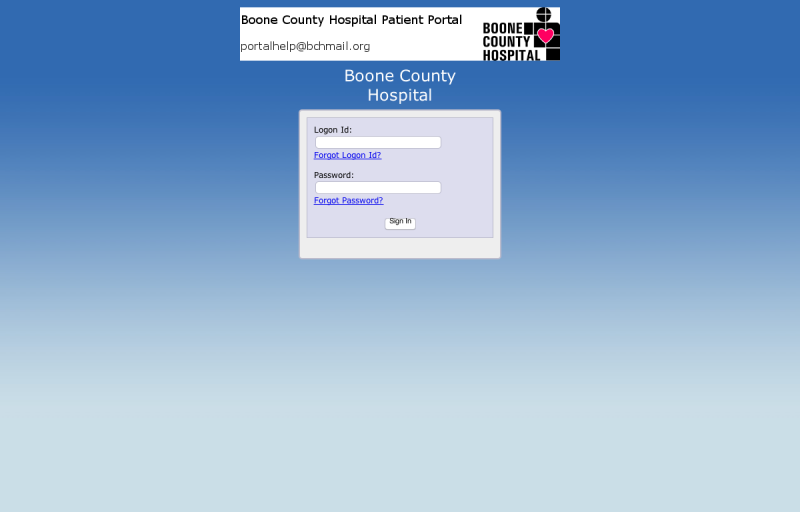 Boone County Hospital Patient Portal
portalhelp@bchmail.org
BOONE
COUNTY
HOSPITAL
Boone County
Hospital
Logon Id:
Forgot Logon Id?
Password:
Forgot Password?
Sign In